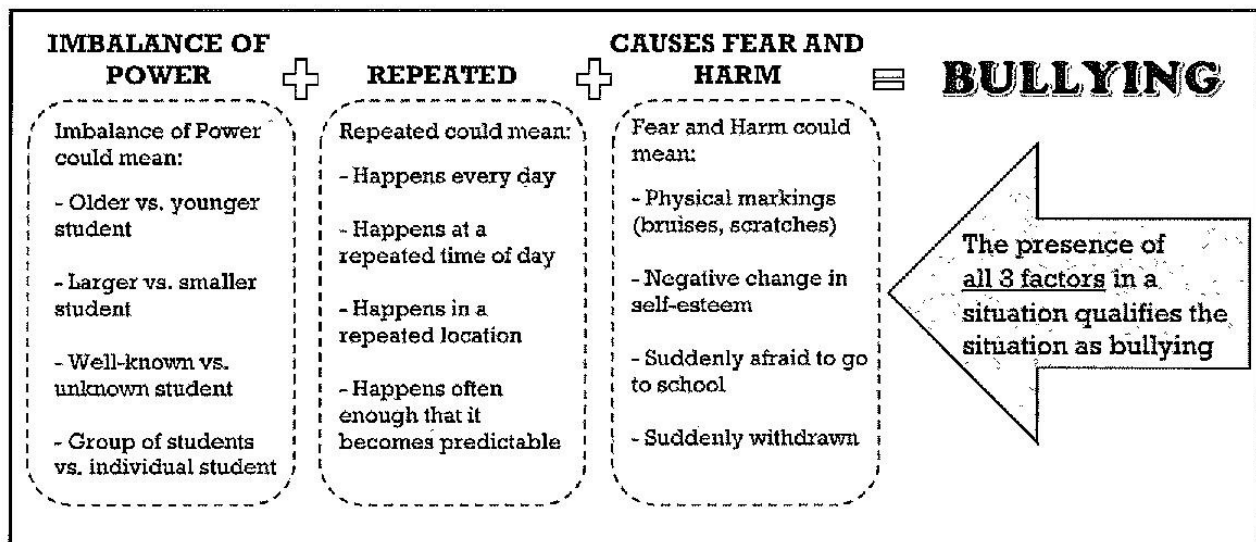 IMBALANCE OF
POWER
REPEATED
CAUSES FEAR AND
HARM
BULLYING
Imbalance of Power
could mean:
- Older vs. younger
student
- Larger vs. smaller
student
- Well-known vs.
unknown student
- Group of students
vs. individual student
Repeated could mean:
- Happens every day
- Happens at a
repeated time of day
- Happens in a
repeated location
- Happens often
enough that it
becomes predictable
Fear and Harm could
mean:
- Physical markings
(bruises, scratches)
- Negative change in
self-esteem
- Suddenly afraid to go
to school
- Suddenly withdrawn
The presence of
all 3 factors in a
situation qualifies the
situation as bullying